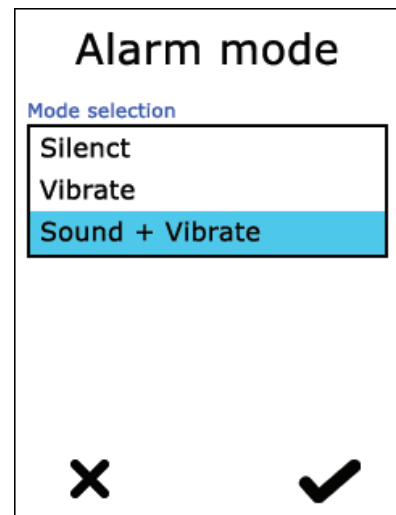 Alarm mode
Mode selection
Silenct
Vibrate
Sound + Vibrate